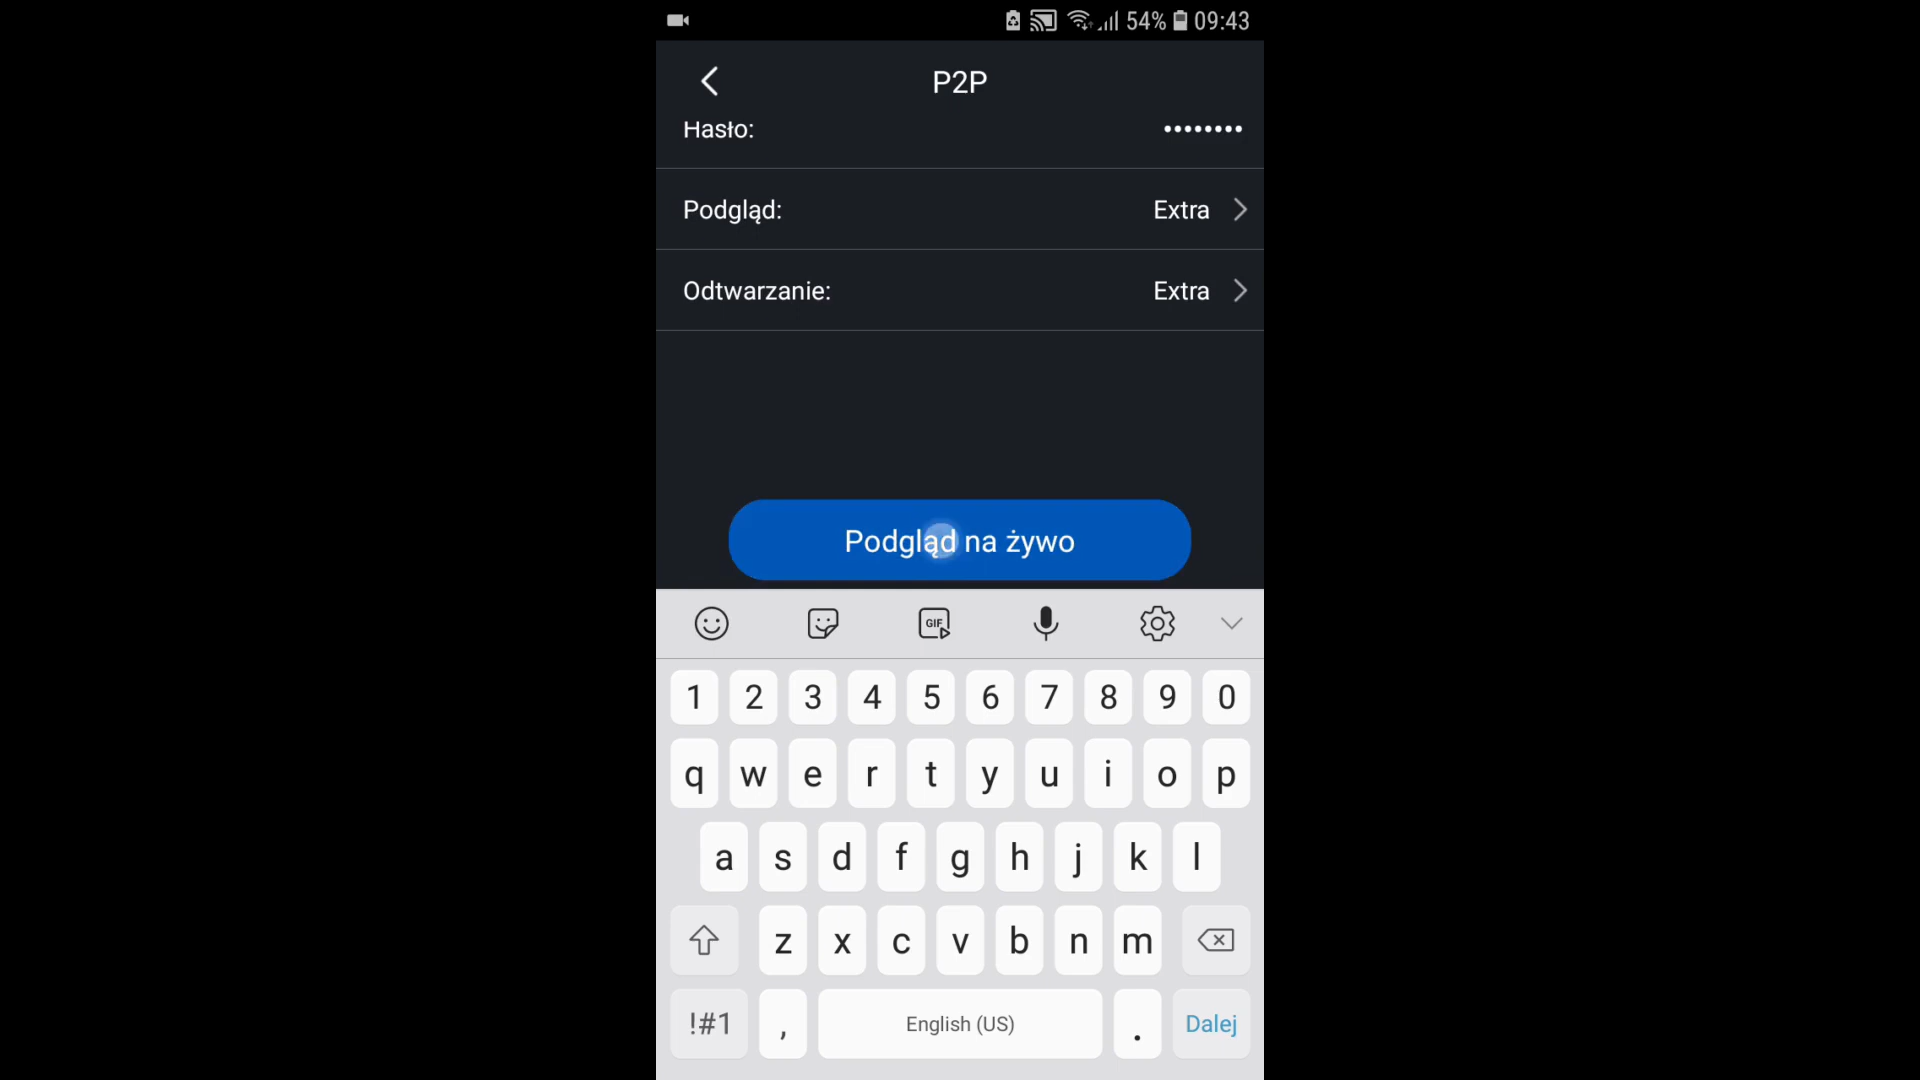 54% 09:43
P2P
Hasło: ••••••••
Podgląd: Extra
Odtwarzanie: Extra
Podgląd na żywo
GIF
1 2 3 4 5 6 7 8 9 0
q w e r t y u i o p
a s d f g h j k l
z x c v b n m
!#1 , English (US) . Dalej